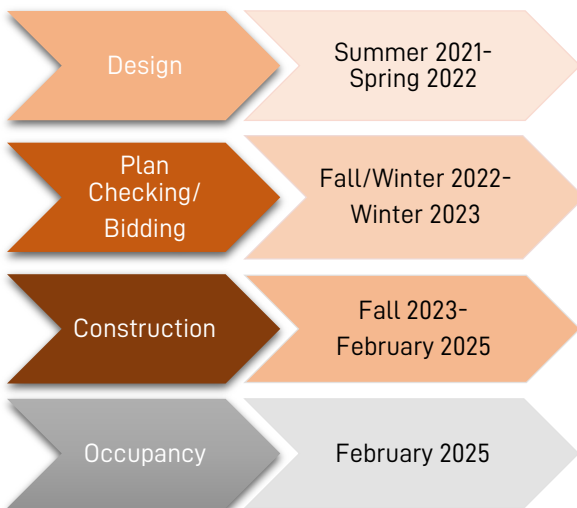 Design
Summer 2021-
Spring 2022
Plan
Checking/
Bidding
Fall/Winter 2022-
Winter 2023
Construction
Fall 2023-
February 2025
Occupancy
February 2025